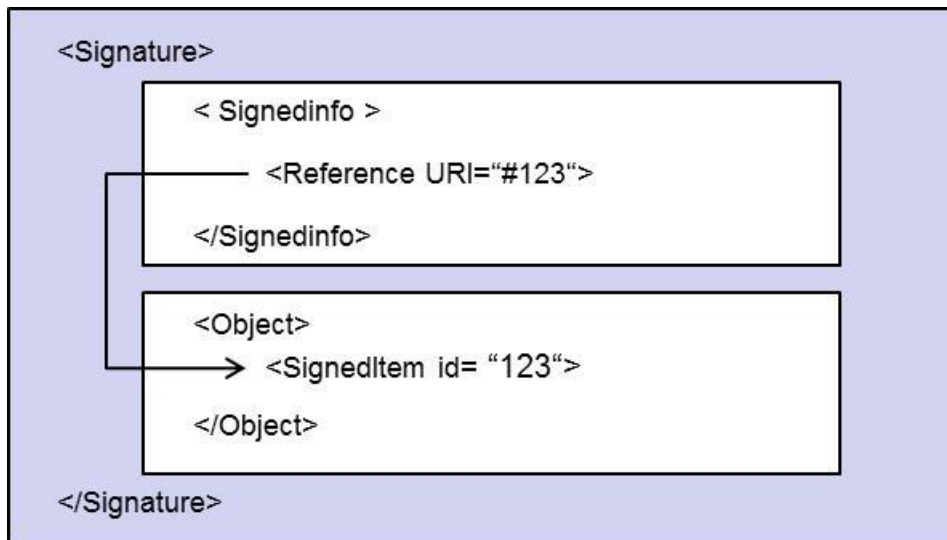 <Signature>
< Signedinfo >
<Reference URI=“#123“>
</Signedinfo>
<Object>
<SignedItem id= “123“>
</Object>
</Signature>